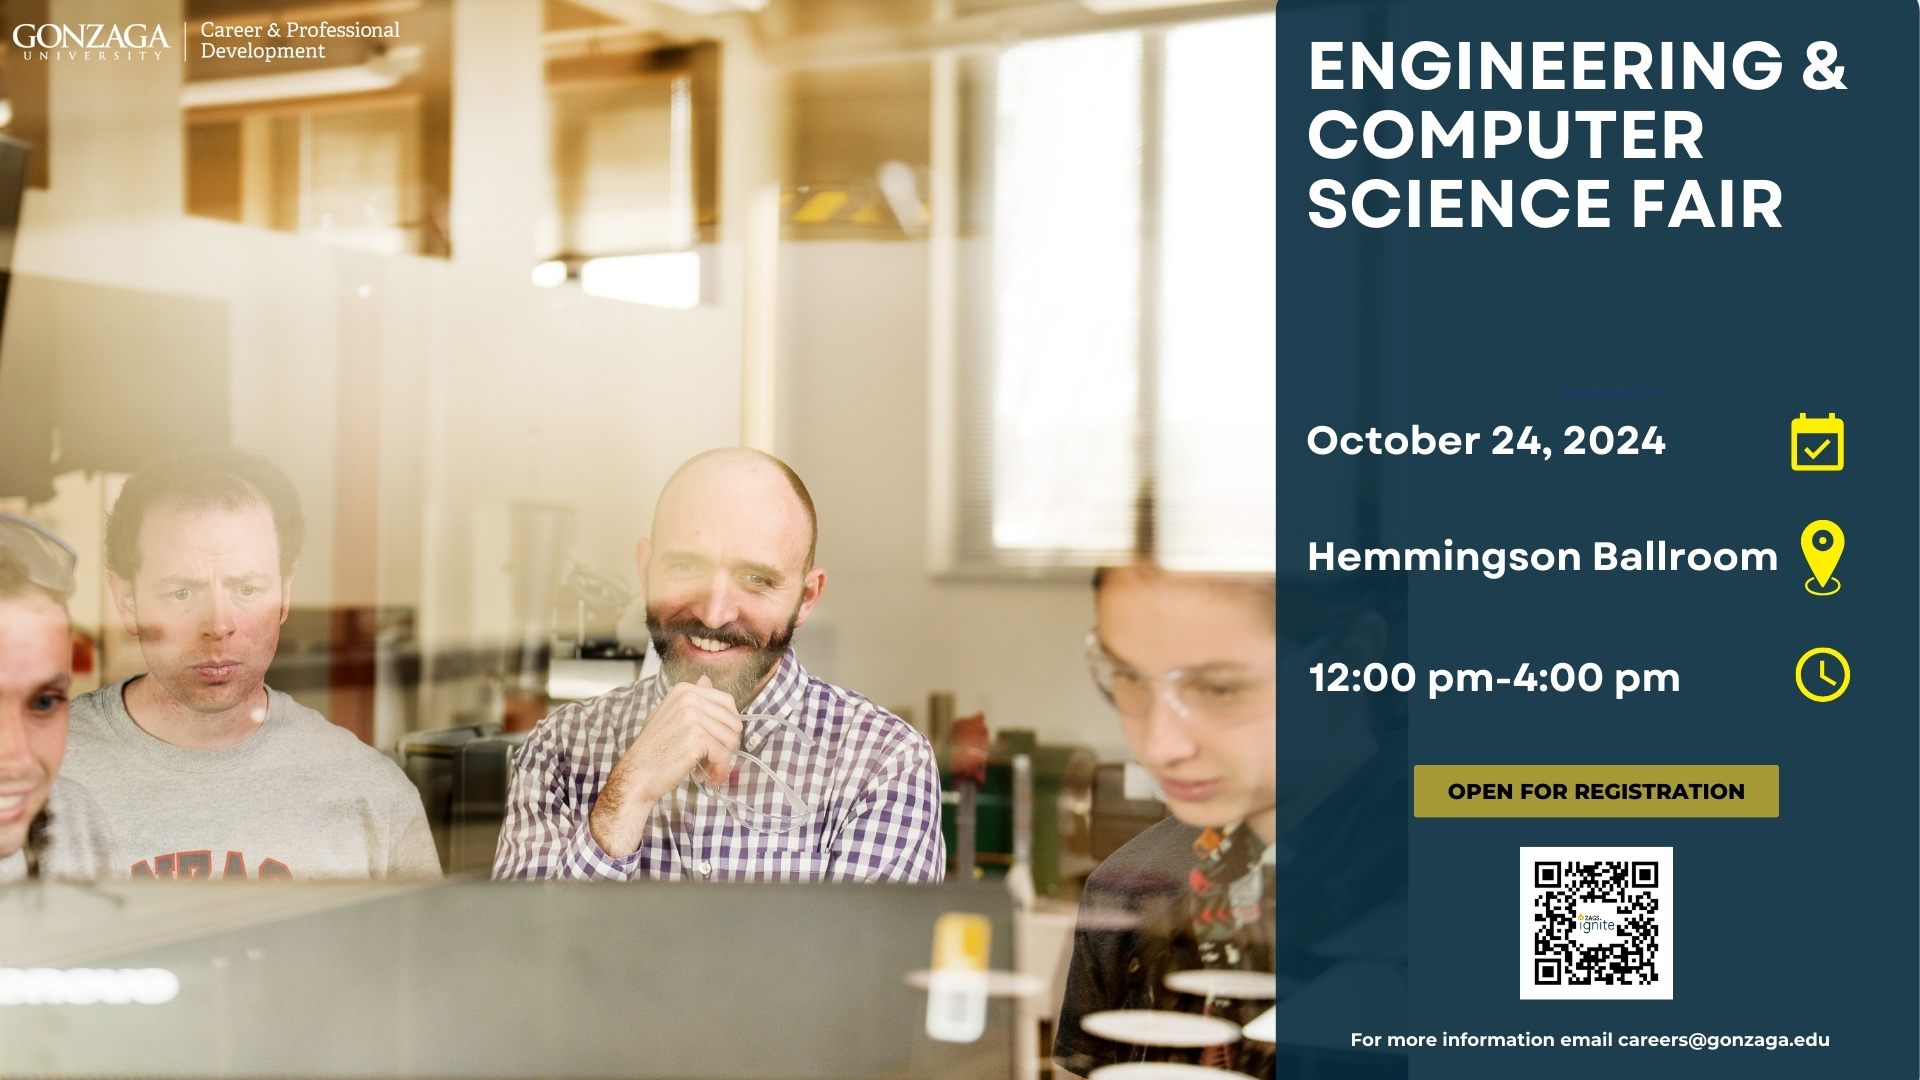 GONZAGA
UNIVERSITY
Career & Professional
Development
ENGINEERING &
COMPUTER
SCIENCE FAIR
October 24, 2024
Hemmingson Ballroom
12:00 pm-4:00 pm
OPEN FOR REGISTRATION
ZAGS.
ignite
For more information email careers@gonzaga.edu